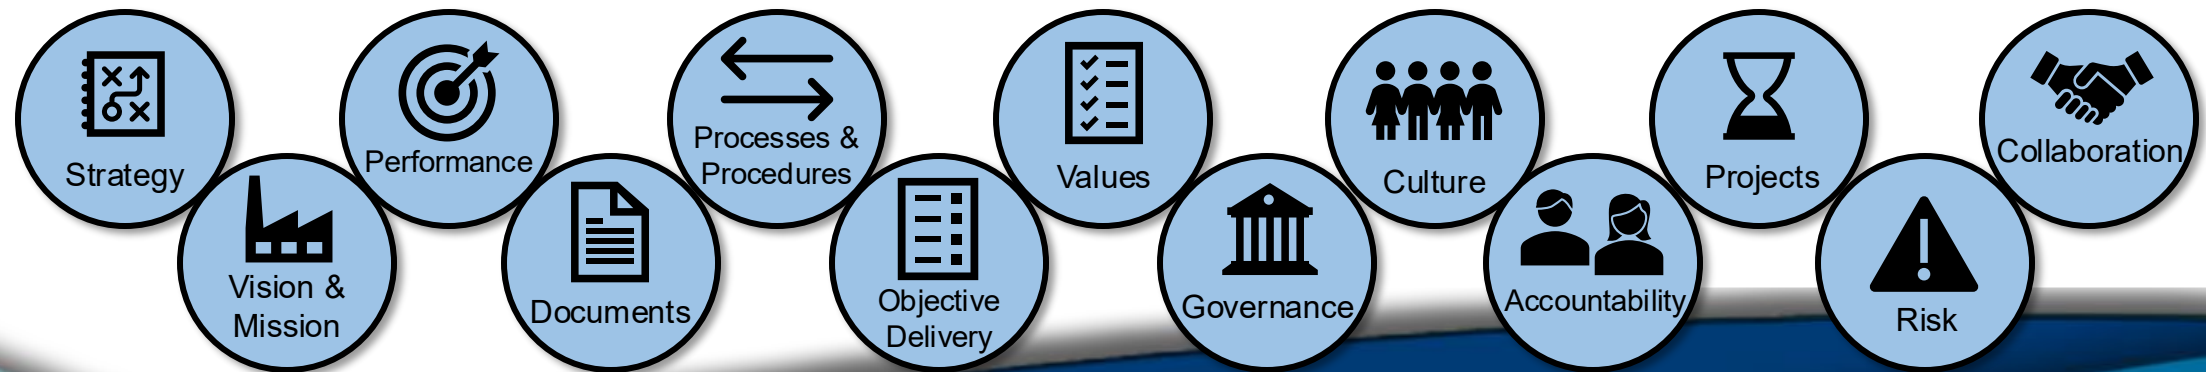 Strategy
Vision &
Mission
Performance
Documents
Processes &
Procedures
Objective
Delivery
Values
Governance
Culture
Accountability
Projects
Risk
Collaboration